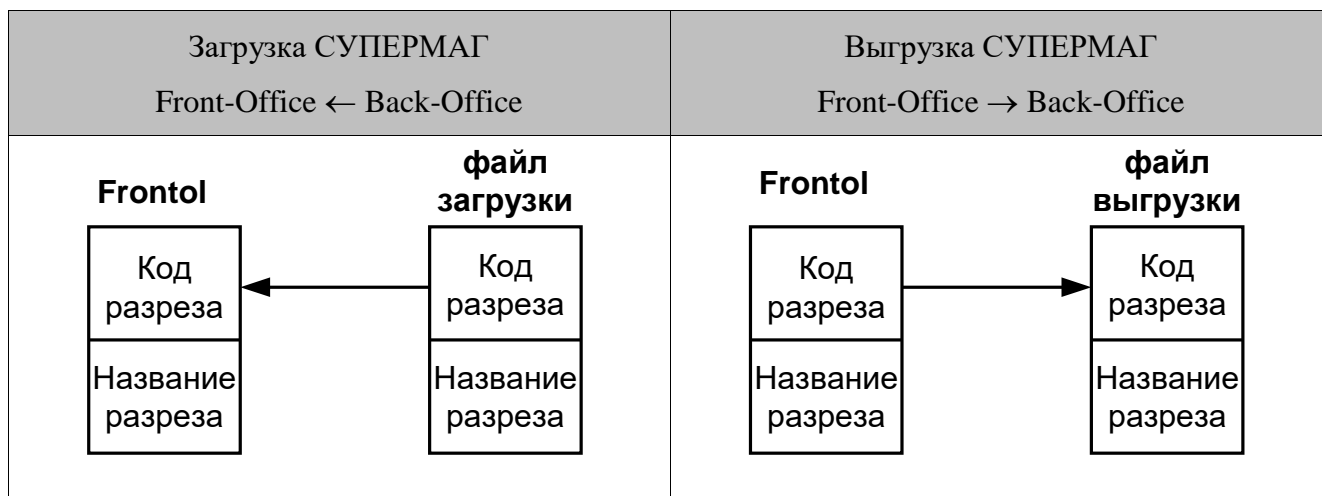 Загрузка СУПЕРМАГ
Front-Office ← Back-Office
Выгрузка СУПЕРМАГ
Front-Office → Back-Office
Frontol
файл
загрузки
Код
разреза
Код
разреза
Название
разреза
Название
разреза
Frontol
файл
выгрузки
Код
разреза
Код
разреза
Название
разреза
Название
разреза